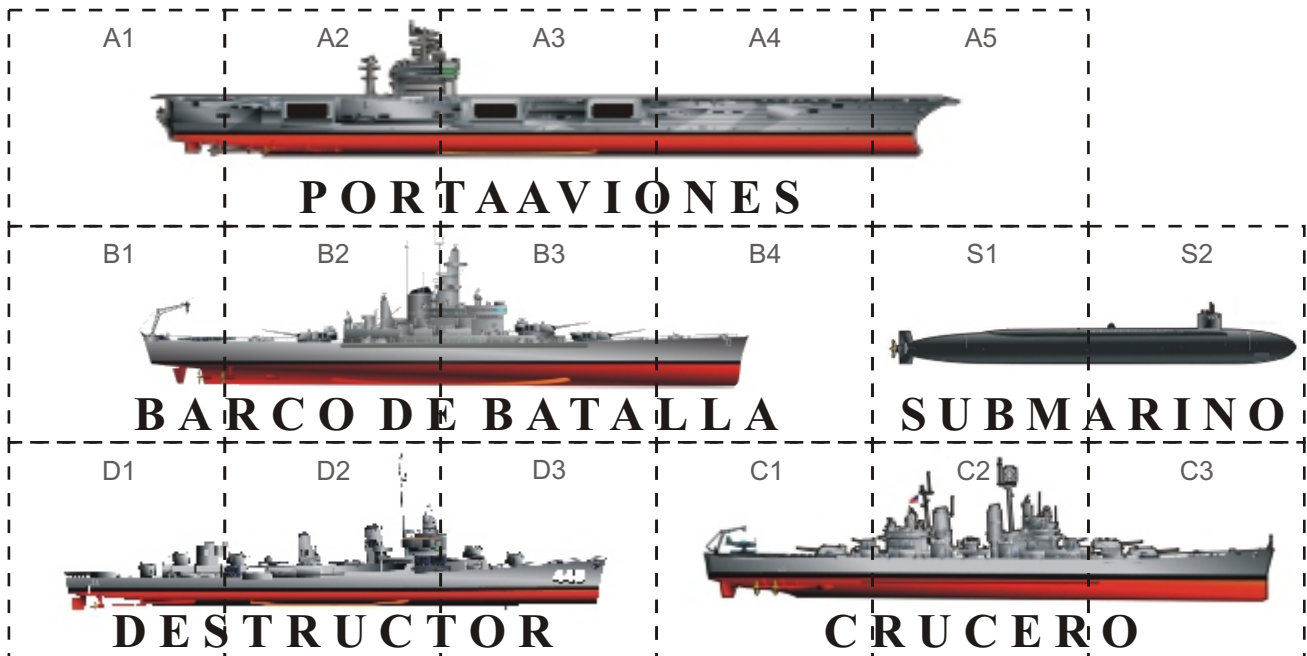 A1 A2 A3 A4 A5
PORTAAVIONES
B1 B2 B3 B4 S1 S2
BARCO DE BATALLA SUBMARINO
D1 D2 D3 C1 C2 C3
445
DESTRUCTOR CRUCERO